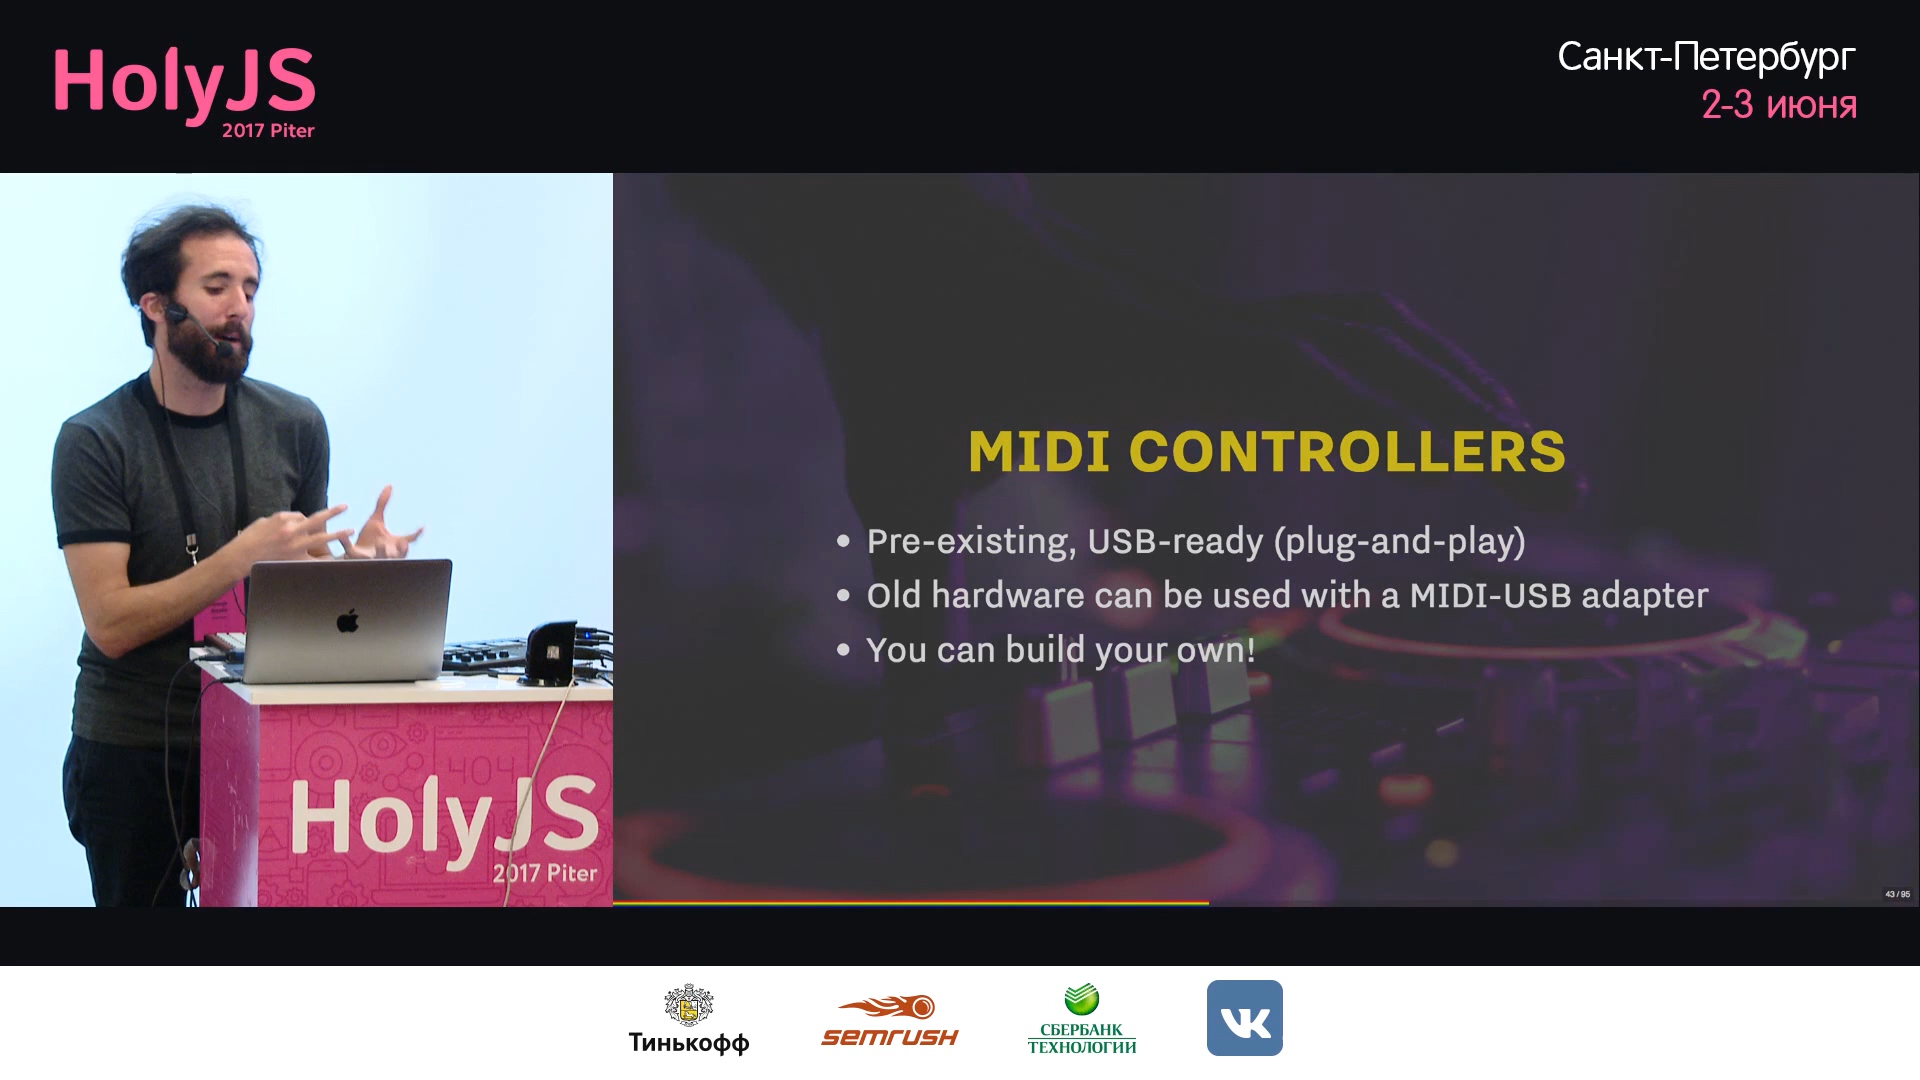 HolyJS
2017 Piter
Санкт-Петербург
2-3 июня
MIDI CONTROLLERS
• Pre-existing, USB-ready (plug-and-play)
• Old hardware can be used with a MIDI-USB adapter
• You can build your own!
404
HolyJS
2017 Piter
43 / 95
Тинькофф
semrush
СБЕРБАНК
ТЕХНОЛОГИИ
VK